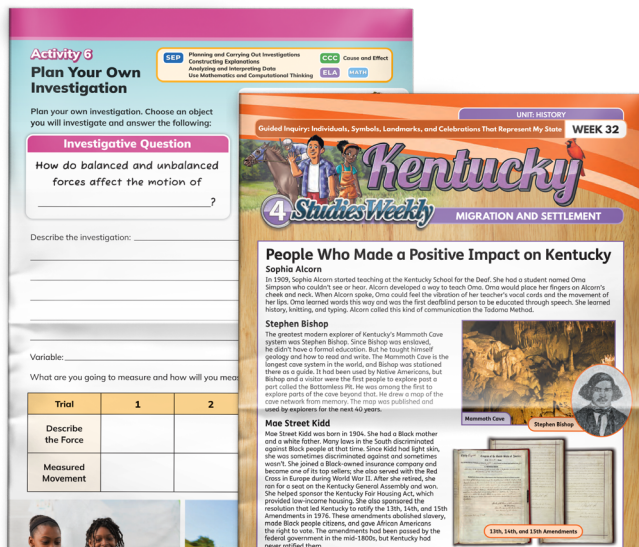 Activity 6
Plan Your Own
Investigation
SEP
Planning and Carrying Out Investigations
Constructing Explanations
Analyzing and Interpreting Data
Use Mathematics and Computational Thinking
CCC Cause and Effect
ELA MATH
Plan your own investigation. Choose an object
you will investigate and answer the following:
Investigative Question
How do balanced and unbalanced
forces affect the motion of
?
Describe the investigation:
Variable:
What are you going to measure and how will you
Trial 1 2
Describe
the Force
Measured
Movement
UNIT: HISTORY
Guided Inquiry: Individuals, Symbols, Landmarks, and Celebrations That Represent My State
WEEK 32
Kentucky
4 Studies Weekly
MIGRATION AND SETTLEMENT
People Who Made a Positive Impact on Kentucky
Sophia Alcorn
In 1909, Sophia Alcorn started teaching at the Kentucky School for the Deaf. She had a student named Oma
Simpson who couldn't see or hear. Alcorn developed a way to teach Oma. Oma would place her fingers on Alcorn's
cheek and neck. When Alcorn spoke, Oma could feel the vibration of her teacher's vocal cords and the movement of
her lips. Oma learned words this way and was the first deafblind person to be educated through speech. She learned
history, knitting, and typing. Alcorn called this kind of communication the Tadoma Method.
Stephen Bishop
The greatest modern explorer of Kentucky's Mammoth Cave
system was Stephen Bishop. Since Bishop was enslaved,
he didn't have a formal education. But he taught himself
geology and how to read and write. The Mammoth Cave is the
longest cave system in the world, and Bishop was stationed
there as a guide. It had been used by Native Americans, but
Bishop and a visitor were the first people to explore past a
part called the Bottomless Pit. He was among the first to
explore parts of the cave beyond that. He drew a map of the
cave network from memory. The map was published and
used by explorers for the next 40 years.
Mammoth Cave
Stephen Bishop
Mae Street Kidd
Mae Street Kidd was born in 1904. She had a Black mother
and a white father. Many laws in the South discriminated
against Black people at that time. Since Kidd had light skin,
she was sometimes discriminated against and sometimes
wasn't. She joined a Black-owned insurance company and
became one of its top sellers; she also served with the Red
Cross in Europe during World War II. After she retired, she
ran for a seat on the Kentucky General Assembly and won.
She helped sponsor the Kentucky Fair Housing Act, which
provided low-income housing. She also sponsored the
resolution that led Kentucky to ratify the 13th, 14th, and 15th
Amendments in 1976. These amendments abolished slavery,
made Black people citizens, and gave African Americans
the right to vote. The amendments had been passed by the
federal government in the mid-1800s, but Kentucky had
never ratified them.
13th, 14th, and 15th Amendments